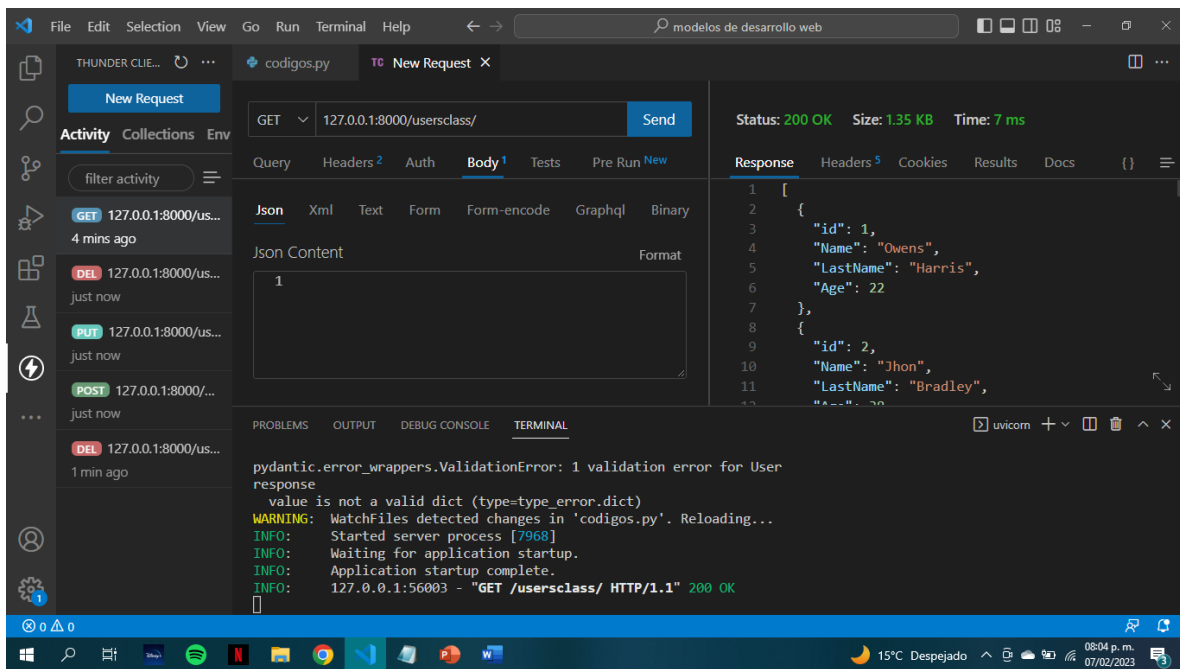 File Edit Selection View Go Run Terminal Help
modelos de desarrollo web
THUNDER CLIE...
codigos.py
TC New Request
New Request
Activity Collections Env
filter activity
GET 127.0.0.1:8000/us...
4 mins ago
DEL 127.0.0.1:8000/us...
just now
PUT 127.0.0.1:8000/us...
just now
POST 127.0.0.1:8000/...
just now
DEL 127.0.0.1:8000/us...
1 min ago
GET 127.0.0.1:8000/usersclass/ Send
Query Headers 2 Auth Body 1 Tests Pre Run New
Json Xml Text Form Form-encode Graphql Binary
Json Content Format
1
Status: 200 OK Size: 1.35 KB Time: 7 ms
Response Headers 5 Cookies Results Docs {}
1 [
2 {
3 "id": 1,
4 "Name": "Owens",
5 "LastName": "Harris",
6 "Age": 22
7 },
8 {
9 "id": 2,
10 "Name": "Jhon",
11 "LastName": "Bradley",
PROBLEMS OUTPUT DEBUG CONSOLE TERMINAL uvicorn
pydantic.error_wrappers.ValidationError: 1 validation error for User
response
value is not a valid dict (type=type_error.dict)
WARNING: WatchFiles detected changes in 'codigos.py'. Reloading...
INFO: Started server process [7968]
INFO: Waiting for application startup.
INFO: Application startup complete.
INFO: 127.0.0.1:56003 - "GET /usersclass/ HTTP/1.1" 200 OK
1
0 0
15°C Despejado
08:04 p. m.
07/02/2023
3